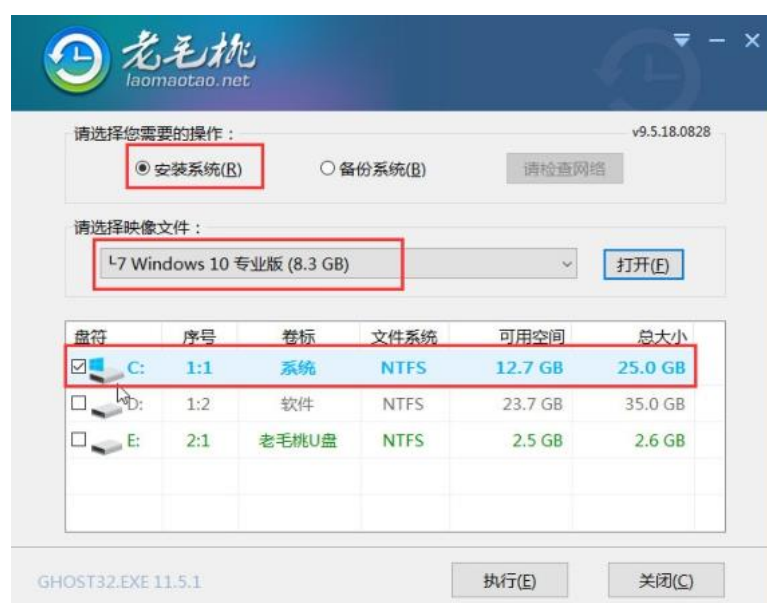 老毛桃
laomaotao.net
请选择您需要的操作： v9.5.18.0828
安装系统(R) 备份系统(B) 请检查网络
请选择映像文件：
└7 Windows 10 专业版 (8.3 GB) 打开(F)
盘符 序号 卷标 文件系统 可用空间 总大小
C: 1:1 系统 NTFS 12.7 GB 25.0 GB
D: 1:2 软件 NTFS 23.7 GB 35.0 GB
E: 2:1 老毛桃U盘 NTFS 2.5 GB 2.6 GB
GHOST32.EXE 11.5.1 执行(E) 关闭(C)